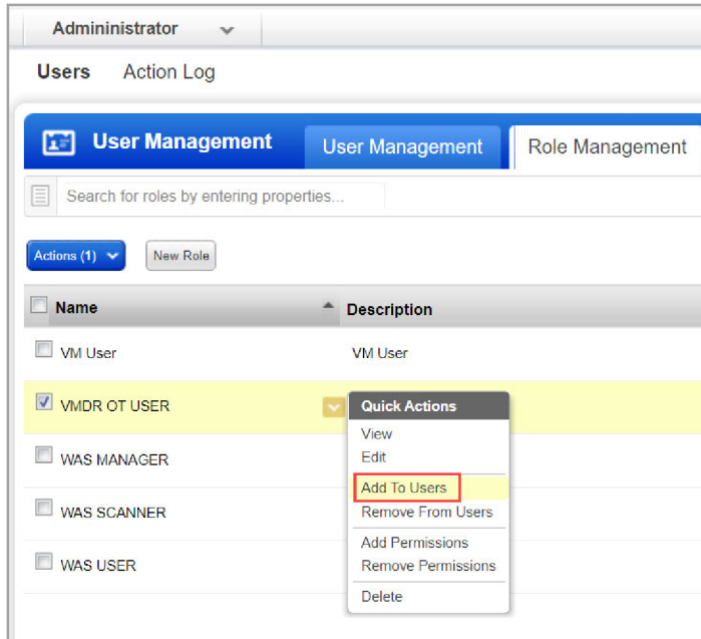 Admininistrator
Users Action Log
User Management User Management Role Management
Search for roles by entering properties...
Actions (1) New Role
Name Description
VM User VM User
VMDR OT USER Quick Actions
View
Edit
WAS MANAGER
Add To Users
WAS SCANNER Remove From Users
Add Permissions
WAS USER Remove Permissions
Delete